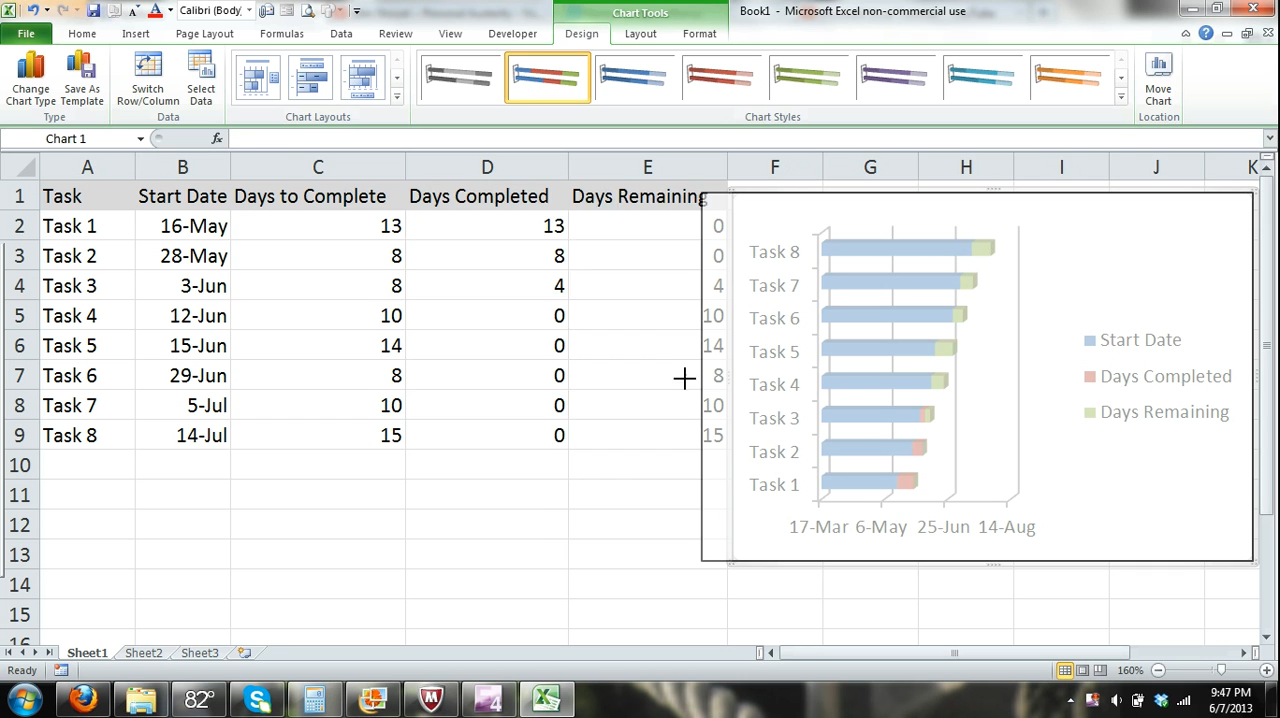 Calibri (Body)
Chart Tools
Book1 - Microsoft Excel non-commercial use
File Home Insert Page Layout Formulas Data Review View Developer Design Layout Format
Change Chart Type
Save As Template
Switch Row/Column
Select Data
Move Chart
Type Data Chart Layouts Chart Styles Location
Chart 1 fx
A B C D E F G H I J K
1 Task Start Date Days to Complete Days Completed Days Remaining
2 Task 1 16-May 13 13 0
3 Task 2 28-May 8 8 0
4 Task 3 3-Jun 8 4 4
5 Task 4 12-Jun 10 0 10
6 Task 5 15-Jun 14 0 14
7 Task 6 29-Jun 8 0 8
8 Task 7 5-Jul 10 0 10
9 Task 8 14-Jul 15 0 15
10
11
12
13
14
15
16
Task 8
Task 7
Task 6
Task 5
Task 4
Task 3
Task 2
Task 1
17-Mar 6-May 25-Jun 14-Aug
Start Date
Days Completed
Days Remaining
Sheet1 Sheet2 Sheet3
Ready 160%
82°
9:47 PM
6/7/2013